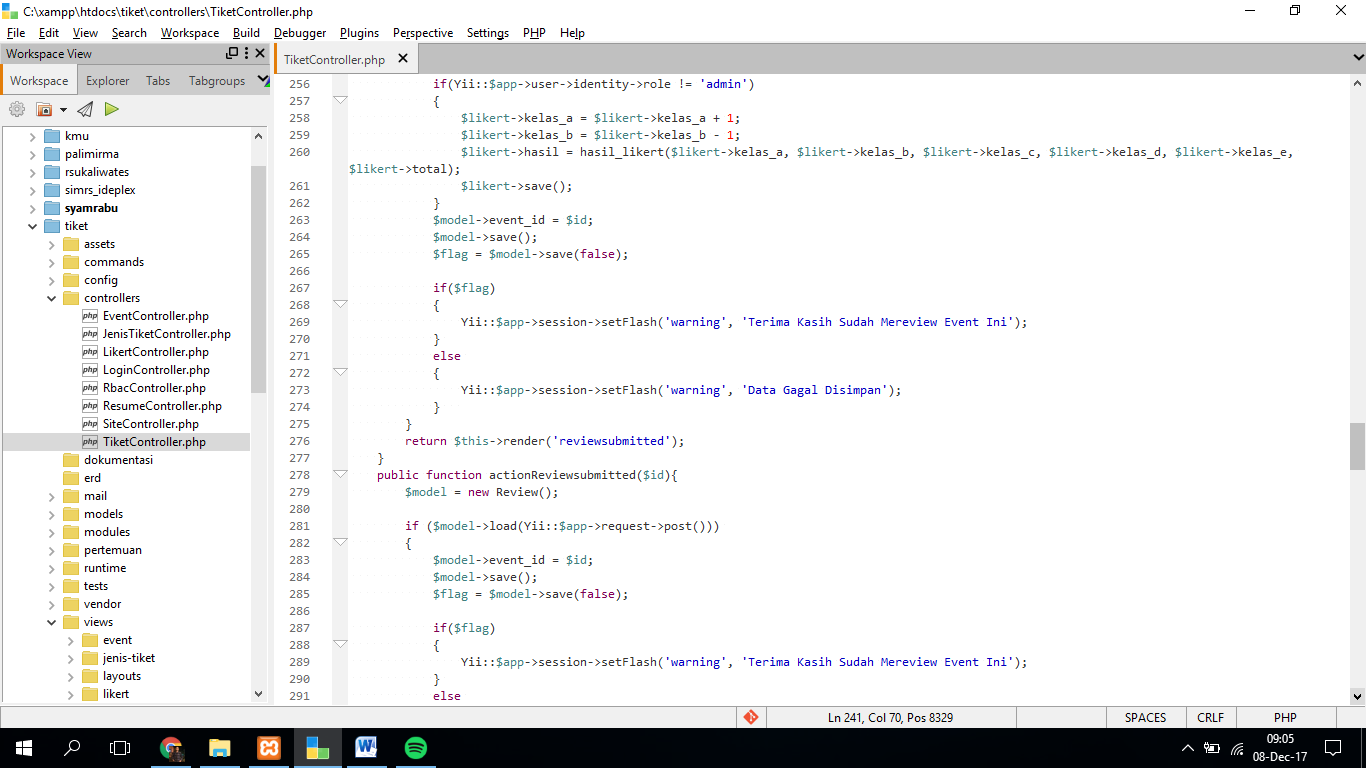 C:\xampp\htdocs\tiket\controllers\TiketController.php
File Edit View Search Workspace Build Debugger Plugins Perspective Settings PHP Help
Workspace View
Workspace Explorer Tabs Tabgroups
kmu
palimirma
rsukaliwates
simrs_ideplex
syamrabu
tiket
assets
commands
config
controllers
php EventController.php
php JenisTiketController.php
php LikertController.php
php LoginController.php
php RbacController.php
php ResumeController.php
php SiteController.php
php TiketController.php
dokumentasi
erd
mail
models
modules
pertemuan
runtime
tests
vendor
views
event
jenis-tiket
layouts
likert
TiketController.php
256 if(Yii::$app->user->identity->role != 'admin')
257 {
258 $likert->kelas_a = $likert->kelas_a + 1;
259 $likert->kelas_b = $likert->kelas_b - 1;
260 $likert->hasil = hasil_likert($likert->kelas_a, $likert->kelas_b, $likert->kelas_c, $likert->kelas_d, $likert->kelas_e,
$likert->total);
261 $likert->save();
262 }
263 $model->event_id = $id;
264 $model->save();
265 $flag = $model->save(false);
266
267 if($flag)
268 {
269 Yii::$app->session->setFlash('warning', 'Terima Kasih Sudah Mereview Event Ini');
270 }
271 else
272 {
273 Yii::$app->session->setFlash('warning', 'Data Gagal Disimpan');
274 }
275 }
276 return $this->render('reviewsubmitted');
277 }
278 public function actionReviewsubmitted($id){
279 $model = new Review();
280
281 if ($model->load(Yii::$app->request->post()))
282 {
283 $model->event_id = $id;
284 $model->save();
285 $flag = $model->save(false);
286
287 if($flag)
288 {
289 Yii::$app->session->setFlash('warning', 'Terima Kasih Sudah Mereview Event Ini');
290 }
291 else
Ln 241, Col 70, Pos 8329 SPACES CRLF PHP
09:05
08-Dec-17